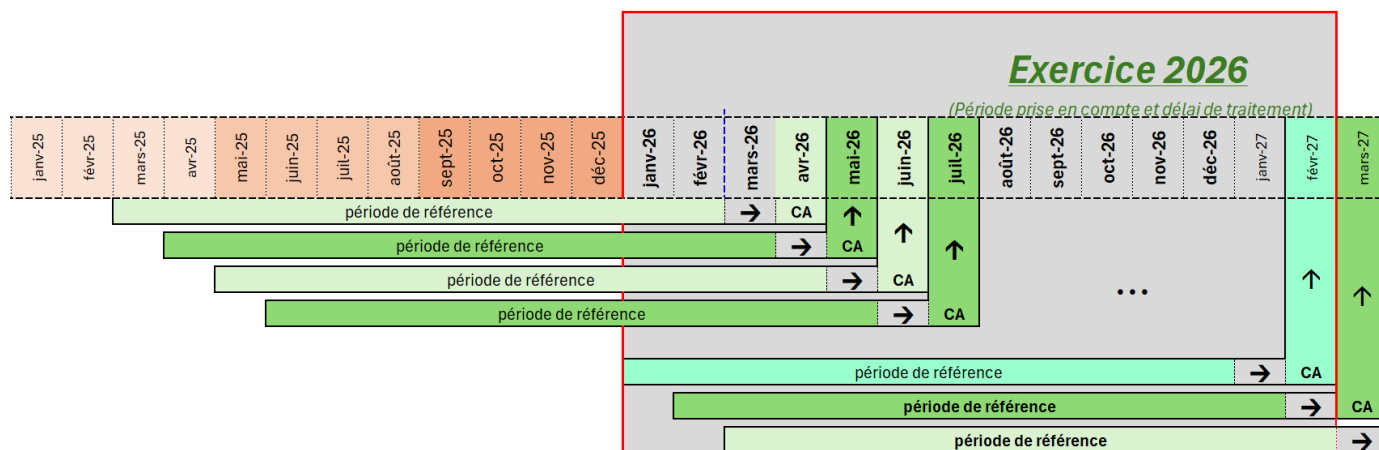 Exercice 2026
(Période prise en compte et délai de traitement)
janv-25 févr-25 mars-25 avr-25 mai-25 juin-25 juil-25 août-25 sept-25 oct-25 nov-25 déc-25 janv-26 févr-26 mars-26 avr-26 mai-26 juin-26 juil-26 août-26 sept-26 oct-26 nov-26 déc-26 janv-27 févr-27 mars-27
période de référence → CA ↑
période de référence → CA ↑
période de référence → CA ↑
...
période de référence → CA ↑
période de référence → CA ↑
période de référence → CA ↑
période de référence →